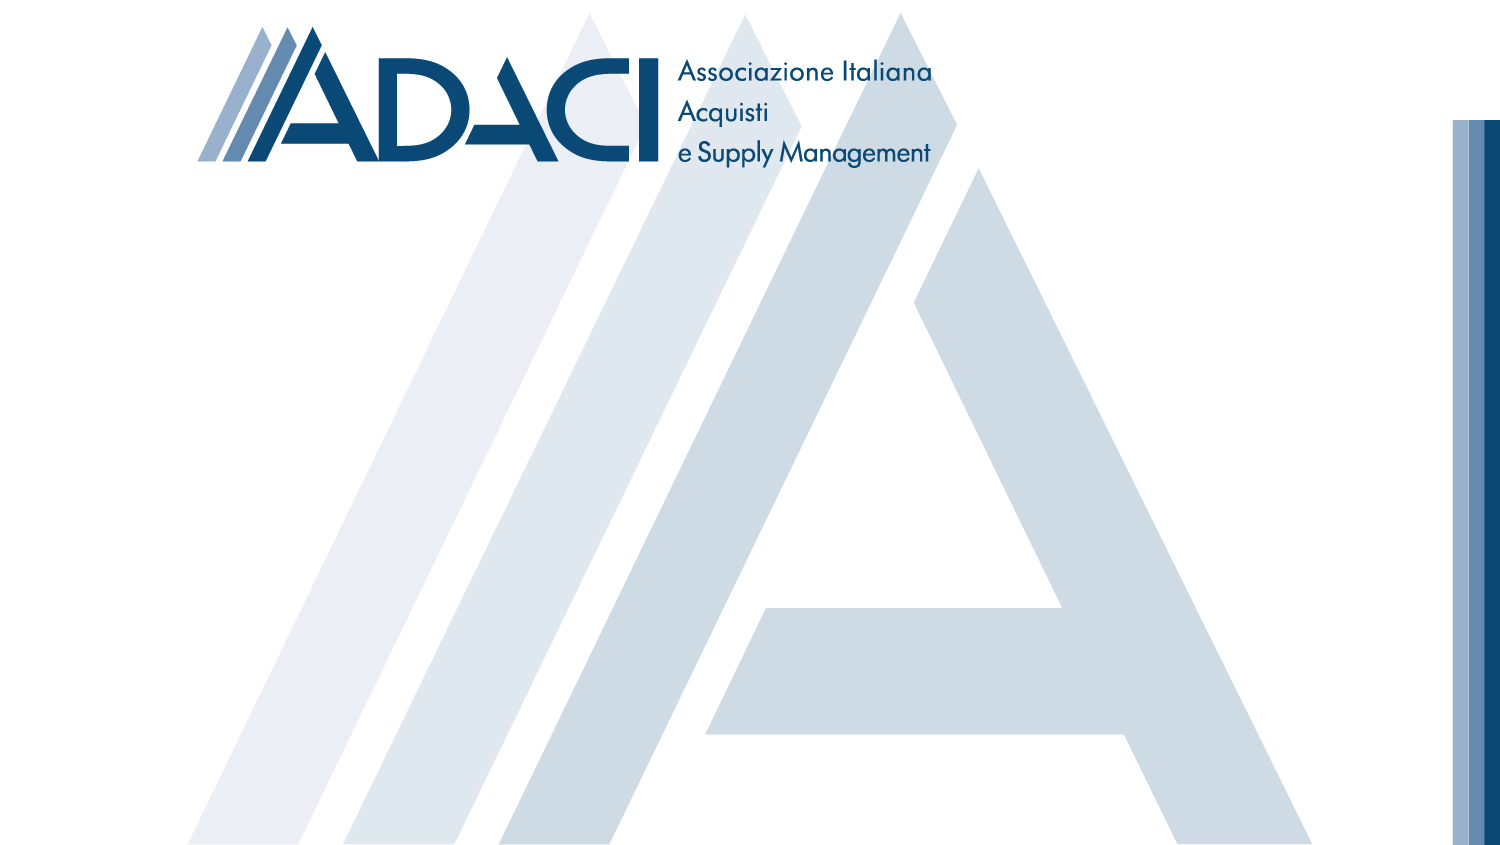 ADACI
Associazione Italiana
Acquisti
e Supply Management